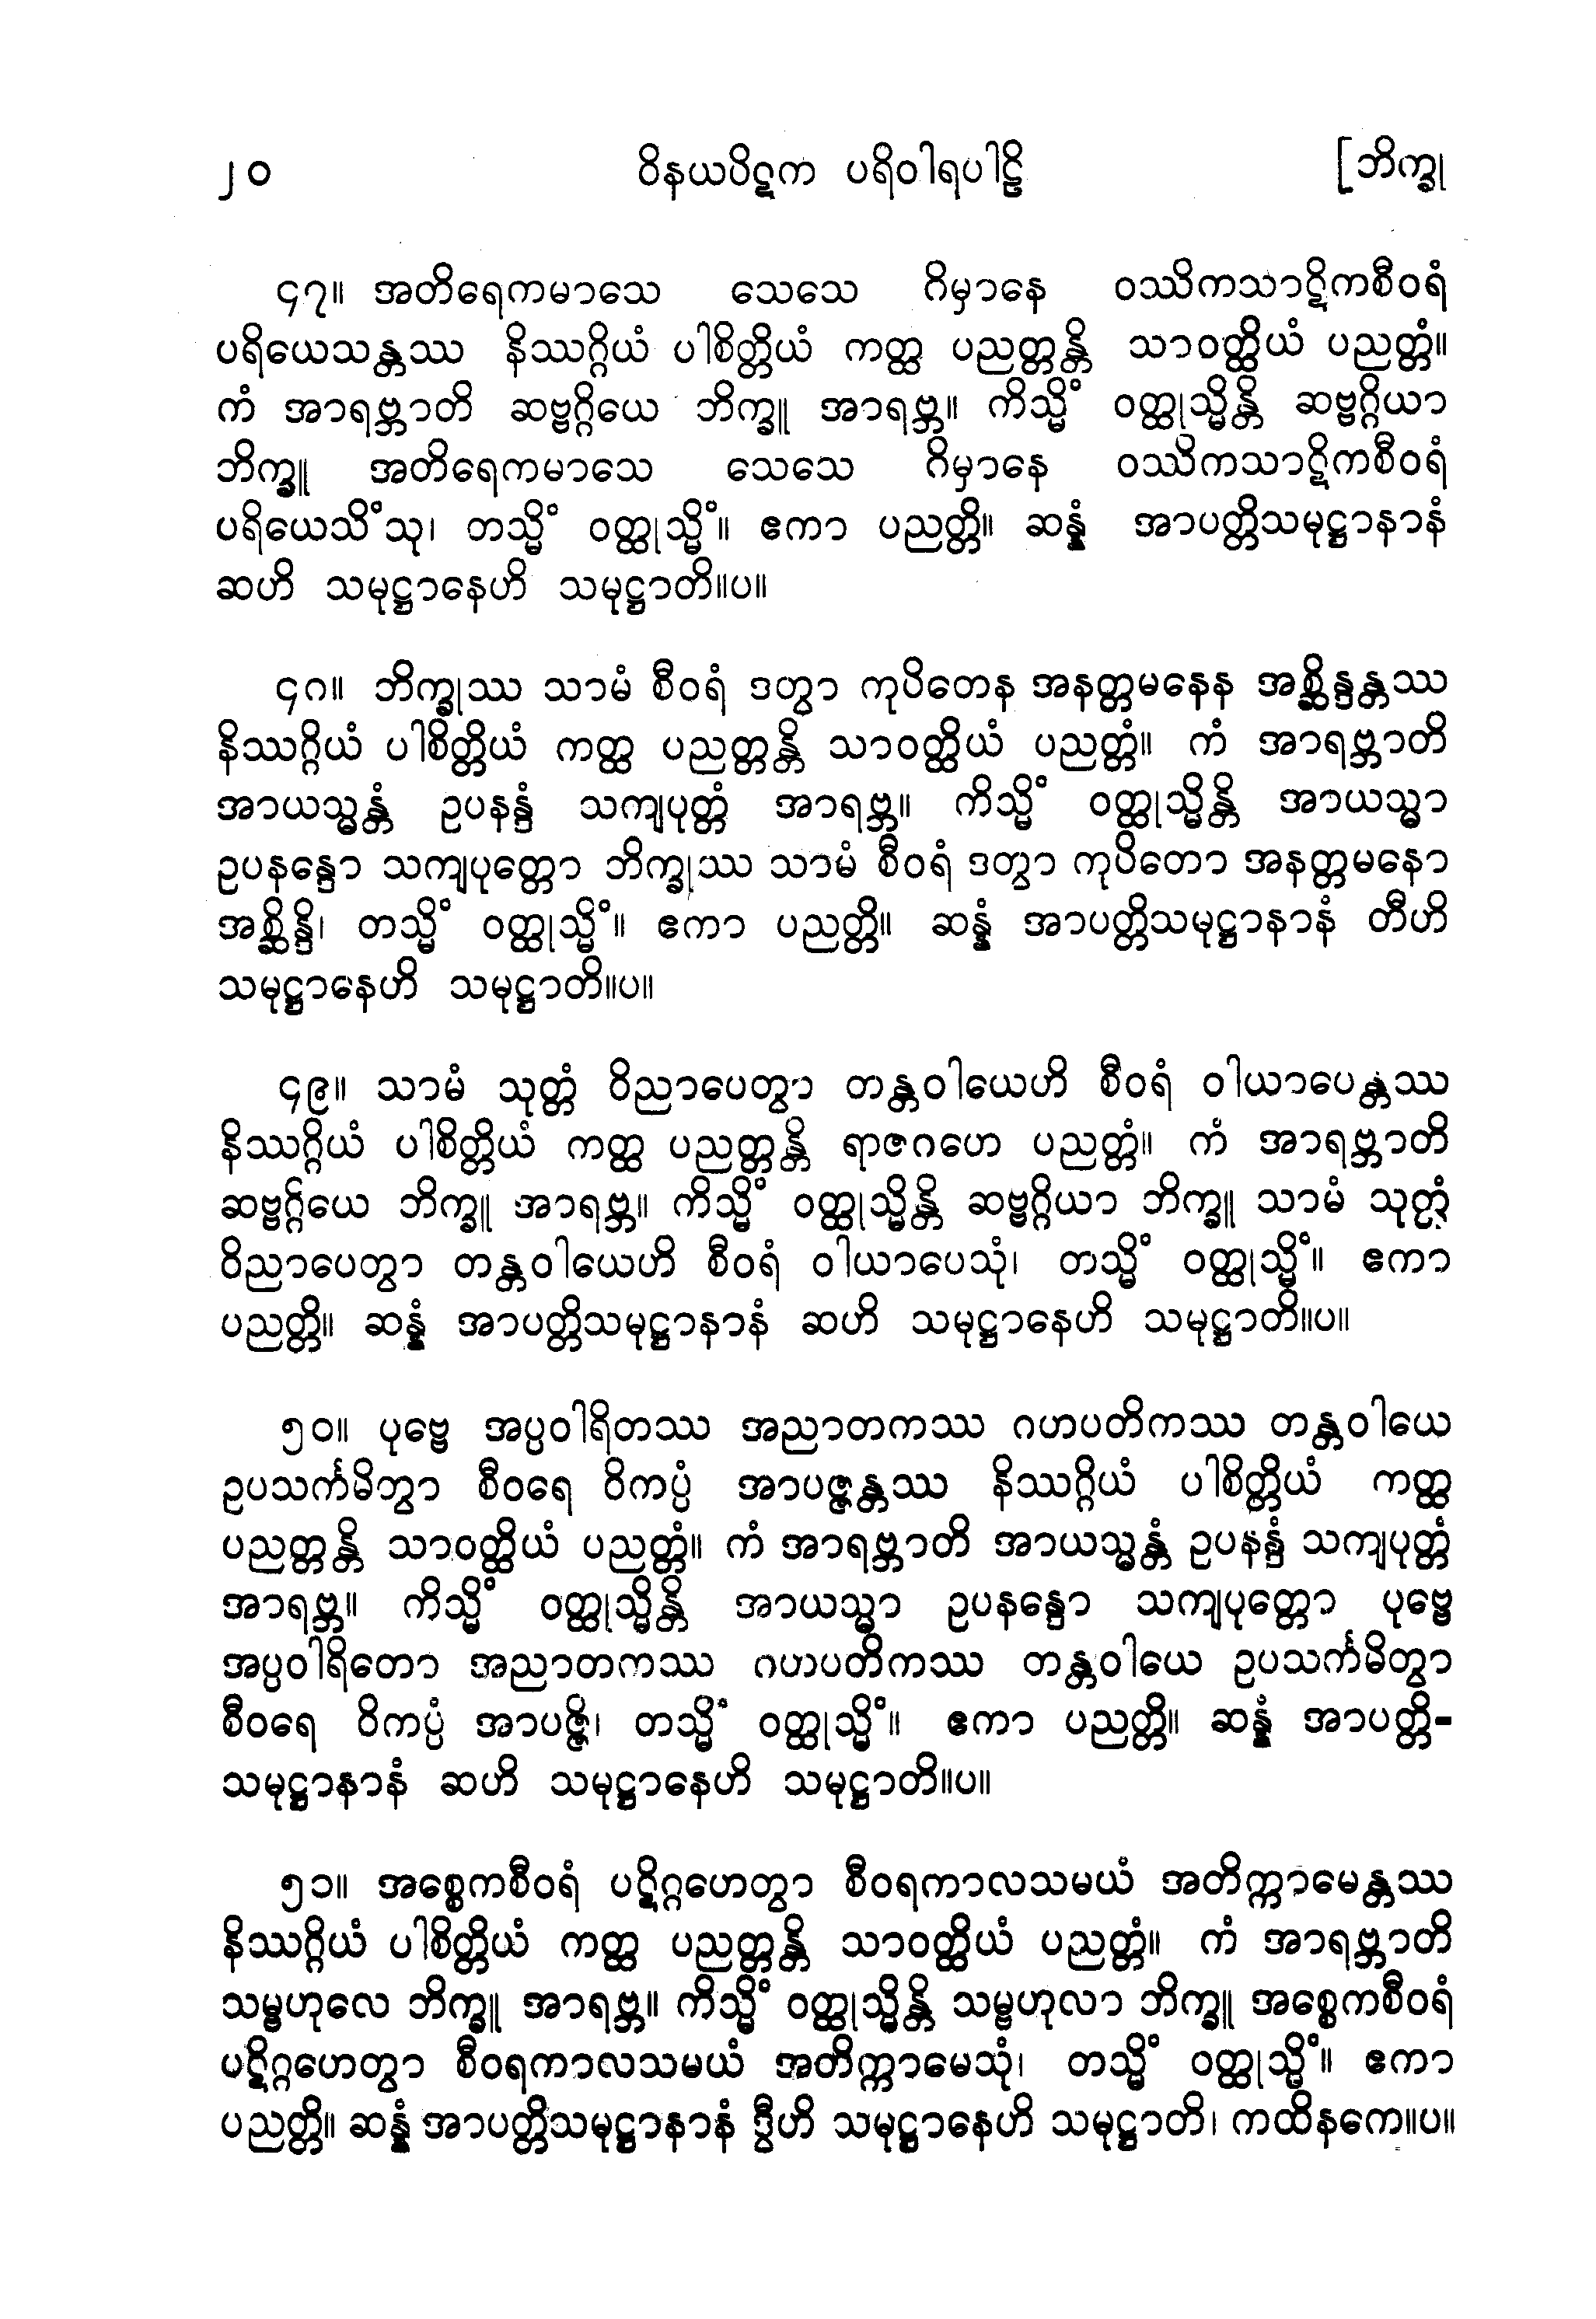 ၂၀ ဝိနယပိဋက ပရိဝါရပါဠိ [ဘိက္ခု
၄၇။ အတိရေကမာသေ သေသေ ဂိမှာနေ ဝဿိကသာဋိကစီဝရံ
ပရိယေသန္တဿ နိဿဂ္ဂိယံ ပါစိတ္တိယံ ကတ္ထ ပညတ္တန္တိ သာဝတ္ထိယံ ပညတ္တံ။
ကံ အာရဗ္ဘာတိ ဆဗ္ဗဂ္ဂိယေ ဘိက္ခူ အာရဗ္ဘ။ ကိသ္မိံ ဝတ္ထုသ္မိန္တိ ဆဗ္ဗဂ္ဂိယာ
ဘိက္ခူ အတိရေကမာသေ သေသေ ဂိမှာနေ ဝဿိကသာဋိကစီဝရံ
ပရိယေသိံသု၊ တသ္မိံ ဝတ္ထုသ္မိံ။ ဧကာ ပညတ္တိ။ ဆန္နံ အာပတ္တိသမုဋ္ဌာနာနံ
ဆဟိ သမုဋ္ဌာနေဟိ သမုဋ္ဌာတိ။ပ။
၄၈။ ဘိက္ခုဿ သာမံ စီဝရံ ဒတွာ ကုပိတေန အနတ္တမနေန အစ္ဆိန္ဒန္တဿ
နိဿဂ္ဂိယံ ပါစိတ္တိယံ ကတ္ထ ပညတ္တန္တိ သာဝတ္ထိယံ ပညတ္တံ။ ကံ အာရဗ္ဘာတိ
အာယသ္မန္တံ ဥပနန္ဒံ သကျပုတ္တံ အာရဗ္ဘ။ ကိသ္မိံ ဝတ္ထုသ္မိန္တိ အာယသ္မာ
ဥပနန္ဒော သကျပုတ္တော ဘိက္ခုဿ သာမံ စီဝရံ ဒတွာ ကုပိတော အနတ္တမနော
အစ္ဆိန္ဒိ၊ တသ္မိံ ဝတ္ထုသ္မိံ။ ဧကာ ပညတ္တိ။ ဆန္နံ အာပတ္တိသမုဋ္ဌာနာနံ တီဟိ
သမုဋ္ဌာနေဟိ သမုဋ္ဌာတိ။ပ။
၄၉။ သာမံ သုတ္တံ ဝိညာပေတွာ တန္တဝါယေဟိ စီဝရံ ဝါယာပေန္တဿ
နိဿဂ္ဂိယံ ပါစိတ္တိယံ ကတ္ထ ပညတ္တန္တိ ရာဇဂဟေ ပညတ္တံ။ ကံ အာရဗ္ဘာတိ
ဆဗ္ဗဂ္ဂိယေ ဘိက္ခူ အာရဗ္ဘ။ ကိသ္မိံ ဝတ္ထုသ္မိန္တိ ဆဗ္ဗဂ္ဂိယာ ဘိက္ခူ သာမံ သုတ္တံ
ဝိညာပေတွာ တန္တဝါယေဟိ စီဝရံ ဝါယာပေသုံ၊ တသ္မိံ ဝတ္ထုသ္မိံ။ ဧကာ
ပညတ္တိ။ ဆန္နံ အာပတ္တိသမုဋ္ဌာနာနံ ဆဟိ သမုဋ္ဌာနေဟိ သမုဋ္ဌာတိ။ပ။
၅၀။ ပုဗ္ဗေ အပ္ပဝါရိတဿ အညာတကဿ ဂဟပတိကဿ တန္တဝါယေ
ဥပသင်္ကမိတွာ စီဝရေ ဝိကပ္ပံ အာပဇ္ဇန္တဿ နိဿဂ္ဂိယံ ပါစိတ္တိယံ ကတ္ထ
ပညတ္တန္တိ သာဝတ္ထိယံ ပညတ္တံ။ ကံ အာရဗ္ဘာတိ အာယသ္မန္တံ ဥပနန္ဒံ သကျပုတ္တံ
အာရဗ္ဘ။ ကိသ္မိံ ဝတ္ထုသ္မိန္တိ အာယသ္မာ ဥပနန္ဒော သကျပုတ္တော ပုဗ္ဗေ
အပ္ပဝါရိတော အညာတကဿ ဂဟပတိကဿ တန္တဝါယေ ဥပသင်္ကမိတွာ
စီဝရေ ဝိကပ္ပံ အာပဇ္ဇိ၊ တသ္မိံ ဝတ္ထုသ္မိံ။ ဧကာ ပညတ္တိ။ ဆန္နံ အာပတ္တိ-
သမုဋ္ဌာနာနံ ဆဟိ သမုဋ္ဌာနေဟိ သမုဋ္ဌာတိ။ပ။
၅၁။ အစ္စေကစီဝရံ ပဋိဂ္ဂဟေတွာ စီဝရကာလသမယံ အတိက္ကာမေန္တဿ
နိဿဂ္ဂိယံ ပါစိတ္တိယံ ကတ္ထ ပညတ္တန္တိ သာဝတ္ထိယံ ပညတ္တံ။ ကံ အာရဗ္ဘာတိ
သမ္ဗဟုလေ ဘိက္ခူ အာရဗ္ဘ။ ကိသ္မိံ ဝတ္ထုသ္မိန္တိ သမ္ဗဟုလာ ဘိက္ခူ အစ္စေကစီဝရံ
ပဋိဂ္ဂဟေတွာ စီဝရကာလသမယံ အတိက္ကာမေသုံ၊ တသ္မိံ ဝတ္ထုသ္မိံ။ ဧကာ
ပညတ္တိ။ ဆန္နံ အာပတ္တိသမုဋ္ဌာနာနံ ဒွီဟိ သမုဋ္ဌာနေဟိ သမုဋ္ဌာတိ၊ ကထိနကေ။ပ။